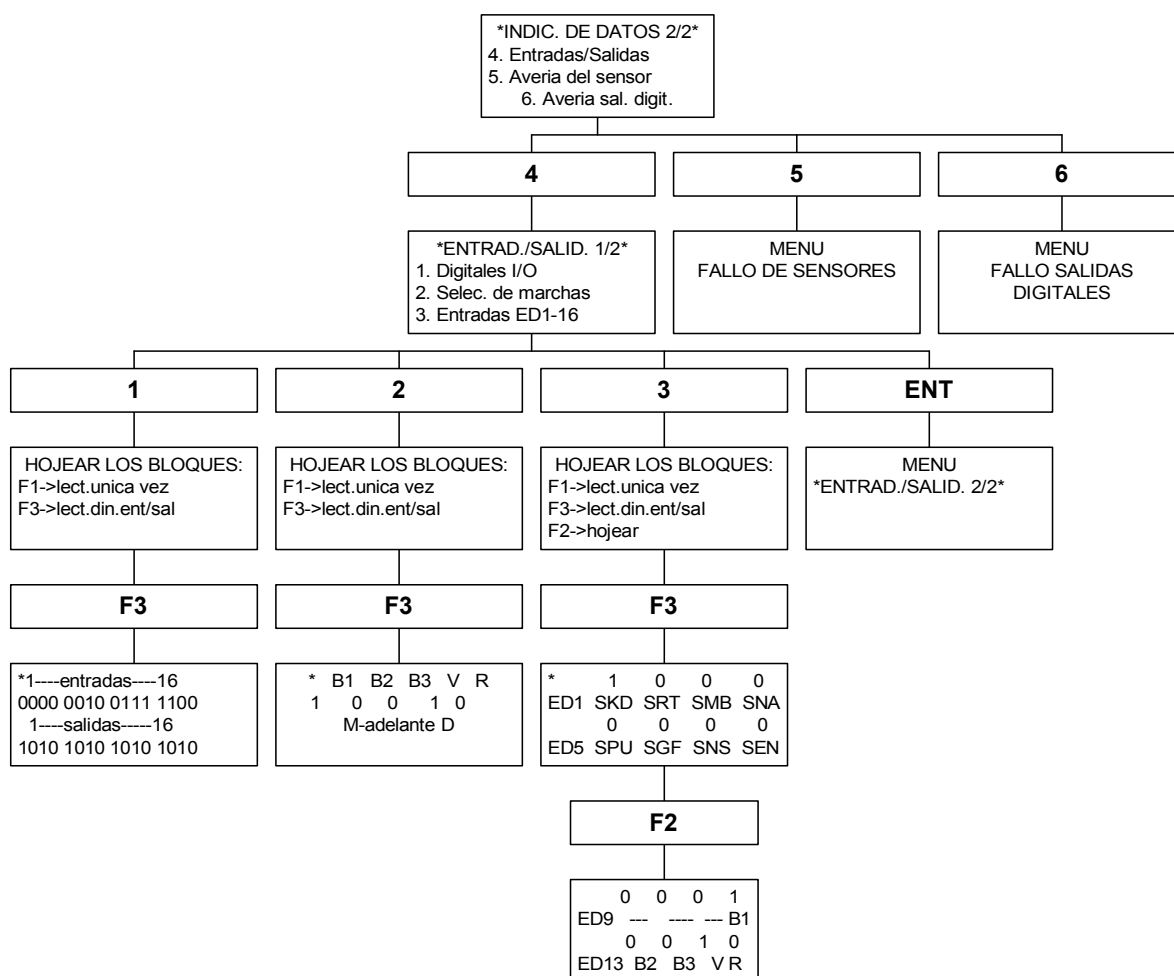 *INDIC. DE DATOS 2/2*
4. Entradas/Salidas
5. Averia del sensor
6. Averia sal. digit.
4
5
6
*ENTRAD./SALID. 1/2*
1. Digitales I/O
2. Selec. de marchas
3. Entradas ED1-16
MENU
FALLO DE SENSORES
MENU
FALLO SALIDAS
DIGITALES
1
2
3
ENT
HOJEAR LOS BLOQUES:
F1->lect.unica vez
F3->lect.din.ent/sal
HOJEAR LOS BLOQUES:
F1->lect.unica vez
F3->lect.din.ent/sal
HOJEAR LOS BLOQUES:
F1->lect.unica vez
F3->lect.din.ent/sal
F2->hojear
MENU
*ENTRAD./SALID. 2/2*
F3
F3
F3
*1----entradas----16
0000 0010 0111 1100
1----salidas-----16
1010 1010 1010 1010
* B1 B2 B3 V R
1 0 0 1 0
M-adelante D
* 1 0 0 0
ED1 SKD SRT SMB SNA
0 0 0 0
ED5 SPU SGF SNS SEN
F2
0 0 0 1
ED9 --- ---- --- B1
0 0 1 0
ED13 B2 B3 V R